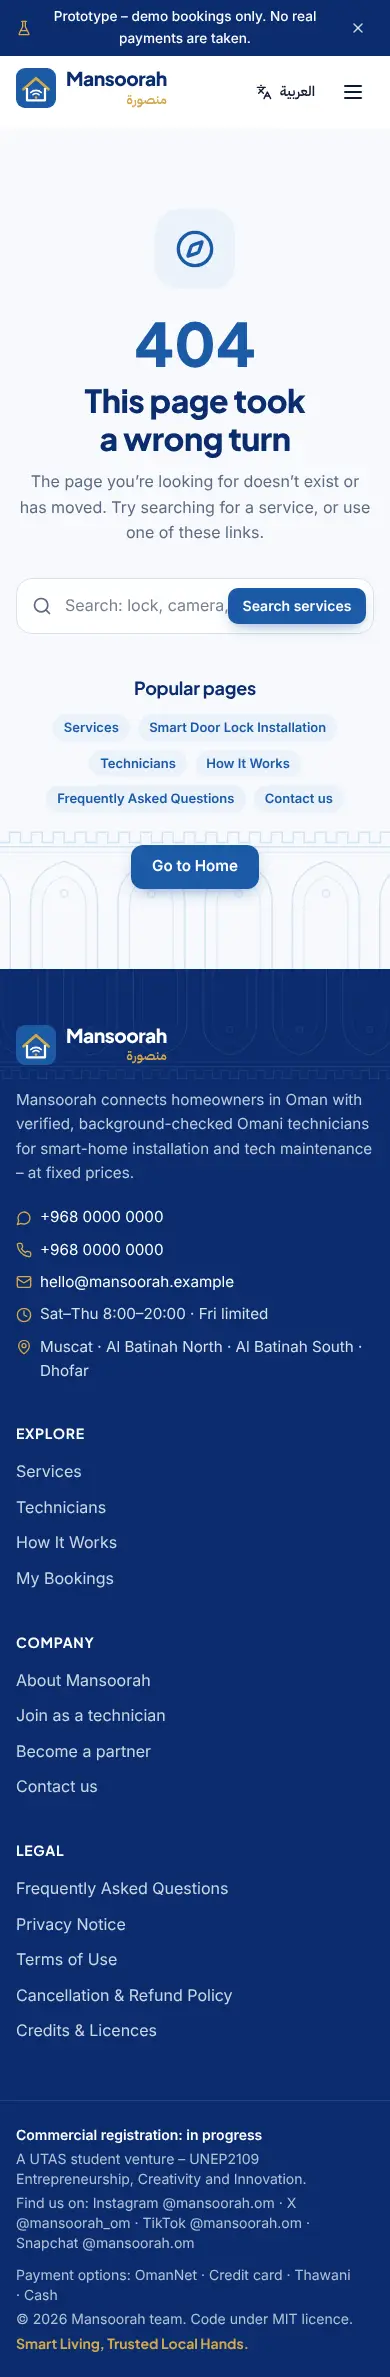 Prototype – demo bookings only. No real
payments are taken.
Mansoorah
منصورة
العربية
404
This page took
a wrong turn
The page you’re looking for doesn’t exist or
has moved. Try searching for a service, or use
one of these links.
Search: lock, camera,
Search services
Popular pages
Services
Smart Door Lock Installation
Technicians
How It Works
Frequently Asked Questions
Contact us
Go to Home
Mansoorah
منصورة
Mansoorah connects homeowners in Oman with
verified, background-checked Omani technicians
for smart-home installation and tech maintenance
– at fixed prices.
+968 0000 0000
+968 0000 0000
hello@mansoorah.example
Sat–Thu 8:00–20:00 · Fri limited
Muscat · Al Batinah North · Al Batinah South ·
Dhofar
EXPLORE
Services
Technicians
How It Works
My Bookings
COMPANY
About Mansoorah
Join as a technician
Become a partner
Contact us
LEGAL
Frequently Asked Questions
Privacy Notice
Terms of Use
Cancellation & Refund Policy
Credits & Licences
Commercial registration: in progress
A UTAS student venture – UNEP2109
Entrepreneurship, Creativity and Innovation.
Find us on: Instagram @mansoorah.om · X
@mansoorah_om · TikTok @mansoorah.om ·
Snapchat @mansoorah.om
Payment options: OmanNet · Credit card · Thawani
· Cash
© 2026 Mansoorah team. Code under MIT licence.
Smart Living, Trusted Local Hands.